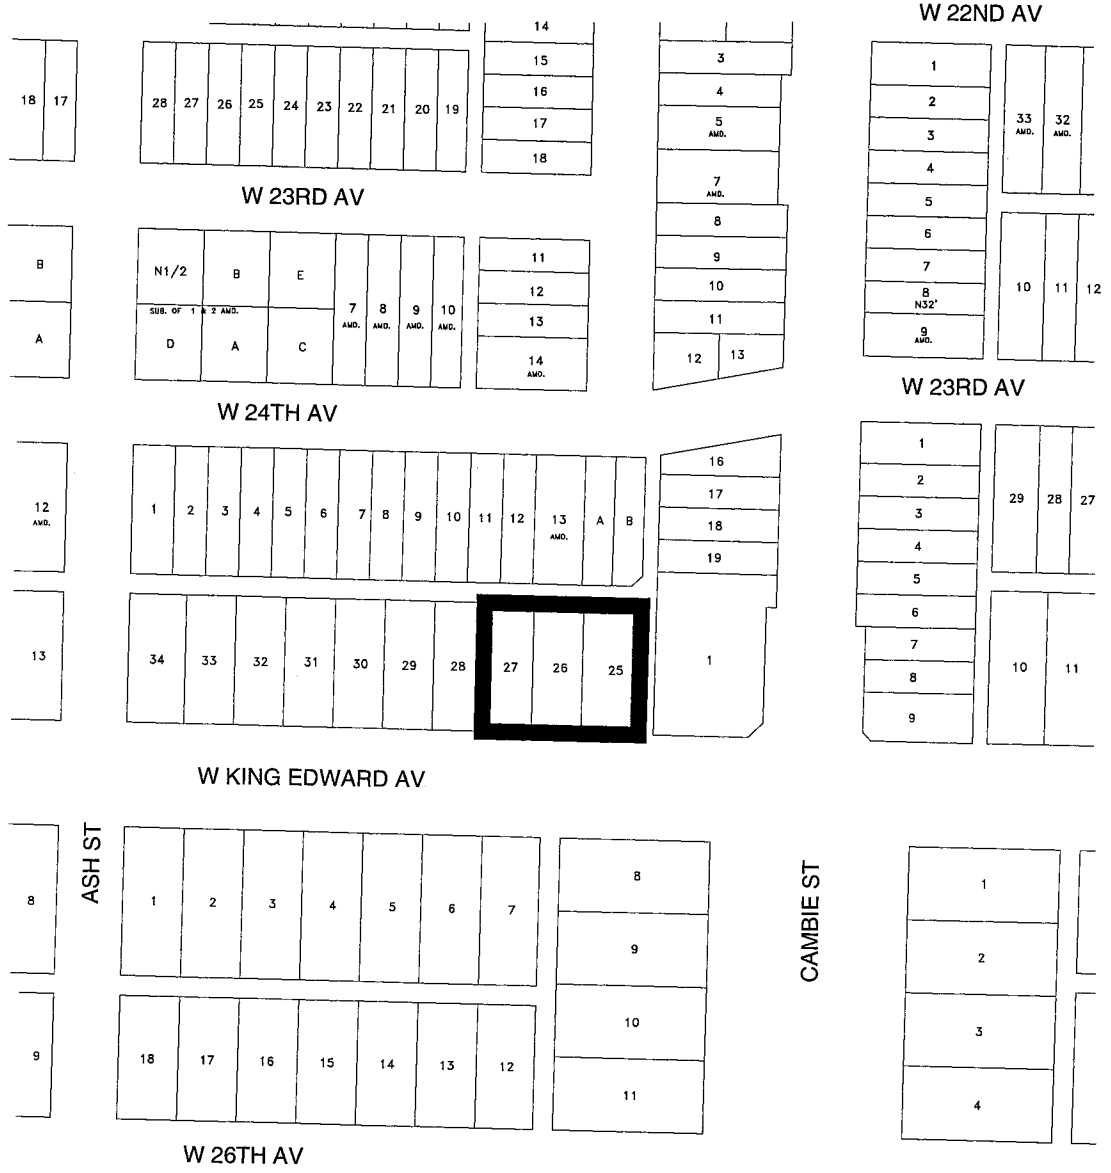 W 22ND AV
14
15
16
17
18
3
4
5
AMD.
7
AMD.
8
9
10
11
12 13
1
2
3
4
5
6
7
8
N32'
9
AMD.
33
AMD.
32
AMD.
18 17
28 27 26 25 24 23 22 21 20 19
W 23RD AV
B
A
N1/2 B E
SUB. OF 1 & 2 AMD.
D A C
7
AMD.
8
AMD.
9
AMD.
10
AMD.
11
12
13
14
AMD.
10 11 12
W 24TH AV
W 23RD AV
12
AMD.
1 2 3 4 5 6 7 8 9 10 11 12 13
AMD.
A B
16
17
18
19
1
2
3
4
5
6
7
8
9
29 28 27
13
34 33 32 31 30 29 28 27 26 25
1
10 11
W KING EDWARD AV
ASH ST
CAMBIE ST
8
1 2 3 4 5 6 7
8
9
10
11
1
2
3
4
9
18 17 16 15 14 13 12
W 26TH AV